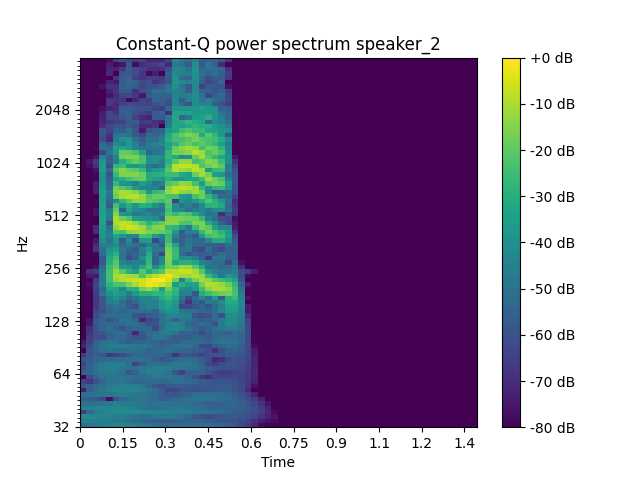 Constant-Q power spectrum speaker_2
+0 dB
-10 dB
-20 dB
-30 dB
-40 dB
-50 dB
-60 dB
-70 dB
-80 dB
2048
1024
512
256
128
64
32
Hz
0 0.15 0.3 0.45 0.6 0.75 0.9 1.1 1.2 1.4
Time